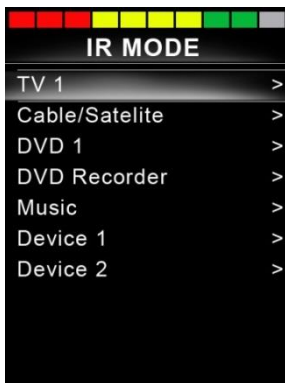 IR MODE
TV 1 >
Cable/Satelite >
DVD 1 >
DVD Recorder >
Music >
Device 1 >
Device 2 >